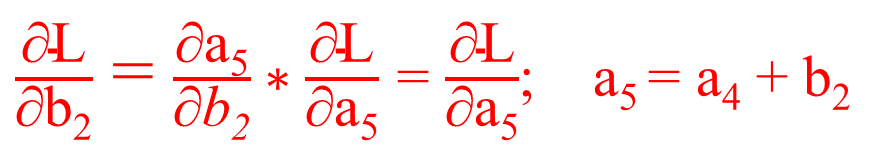 ∂-L/∂b₂ = ∂a₅/∂b₂ * ∂-L/∂a₅ = ∂-L/∂a₅; a₅ = a₄ + b₂